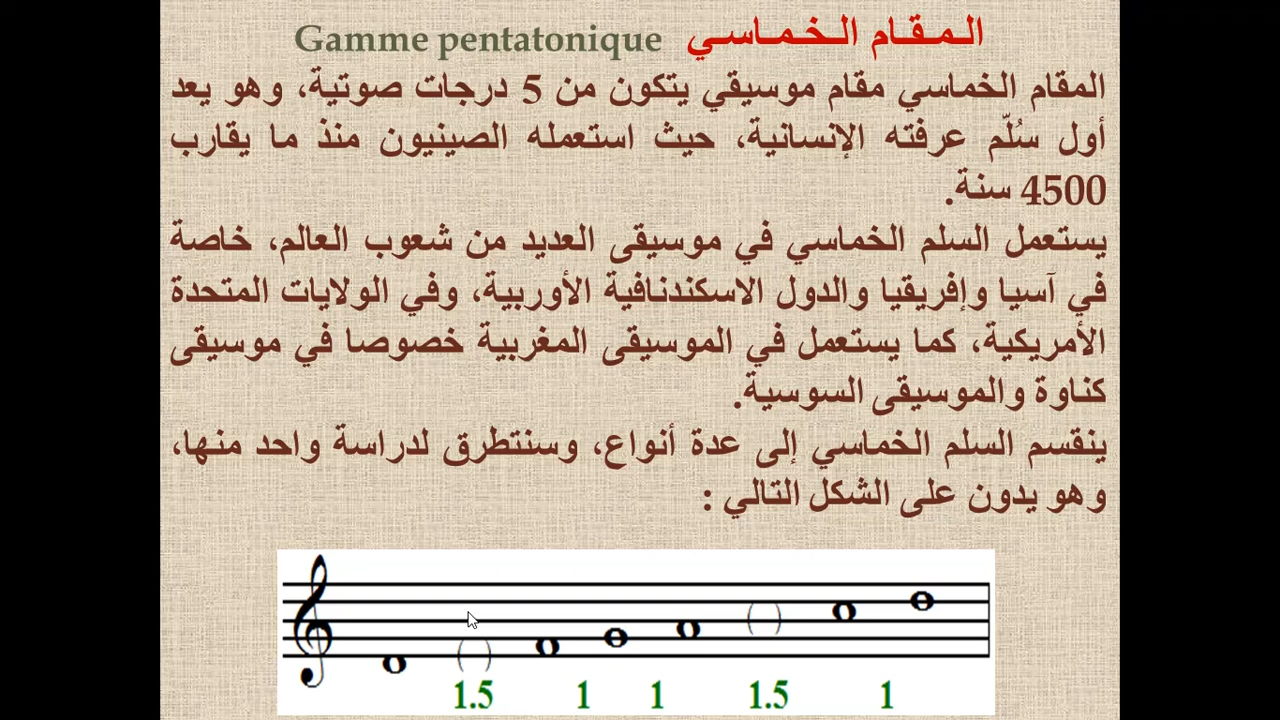 المقام الخماسي Gamme pentatonique
المقام الخماسي مقام موسيقي يتكون من 5 درجات صوتية، وهو يعد
أول سُلّم عرفته الإنسانية، حيث استعمله الصينيون منذ ما يقارب
4500 سنة.
يستعمل السلم الخماسي في موسيقى العديد من شعوب العالم، خاصة
في آسيا وإفريقيا والدول الاسكندنافية الأوربية، وفي الولايات المتحدة
الأمريكية، كما يستعمل في الموسيقى المغربية خصوصا في موسيقى
كناوة والموسيقى السوسية.
ينقسم السلم الخماسي إلى عدة أنواع، وسنتطرق لدراسة واحد منها،
وهو يدون على الشكل التالي :
1.5 1 1 1.5 1